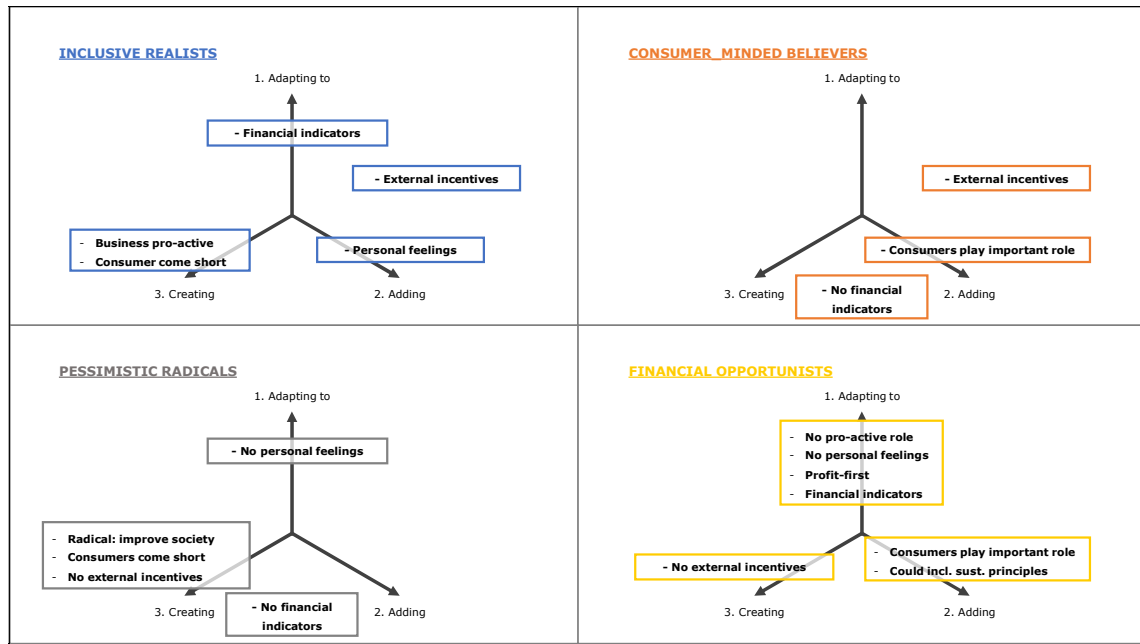 INCLUSIVE REALISTS
1. Adapting to
- Financial indicators
- External incentives
- Business pro-active
- Consumer come short
- Personal feelings
3. Creating
2. Adding
CONSUMER_MINDED BELIEVERS
1. Adapting to
- External incentives
- Consumers play important role
- No financial
indicators
3. Creating
2. Adding
PESSIMISTIC RADICALS
1. Adapting to
- No personal feelings
- Radical: improve society
- Consumers come short
- No external incentives
- No financial
indicators
3. Creating
2. Adding
FINANCIAL OPPORTUNISTS
1. Adapting to
- No pro-active role
- No personal feelings
- Profit-first
- Financial indicators
- No external incentives
- Consumers play important role
- Could incl. sust. principles
3. Creating
2. Adding